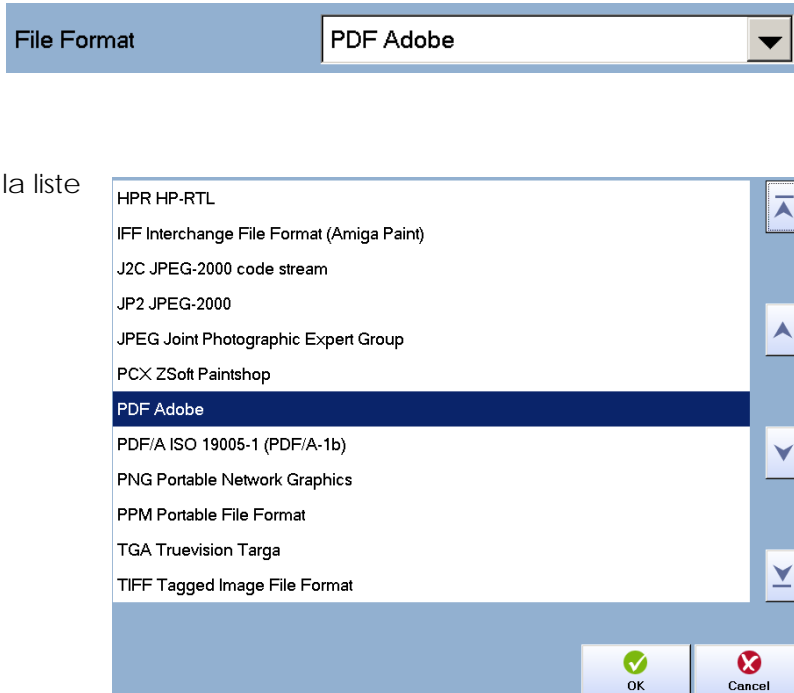 File Format PDF Adobe
la liste
HPR HP-RTL
IFF Interchange File Format (Amiga Paint)
J2C JPEG-2000 code stream
JP2 JPEG-2000
JPEG Joint Photographic Expert Group
PCX ZSoft Paintshop
PDF Adobe
PDF/A ISO 19005-1 (PDF/A-1b)
PNG Portable Network Graphics
PPM Portable File Format
TGA Truevision Targa
TIFF Tagged Image File Format
OK Cancel